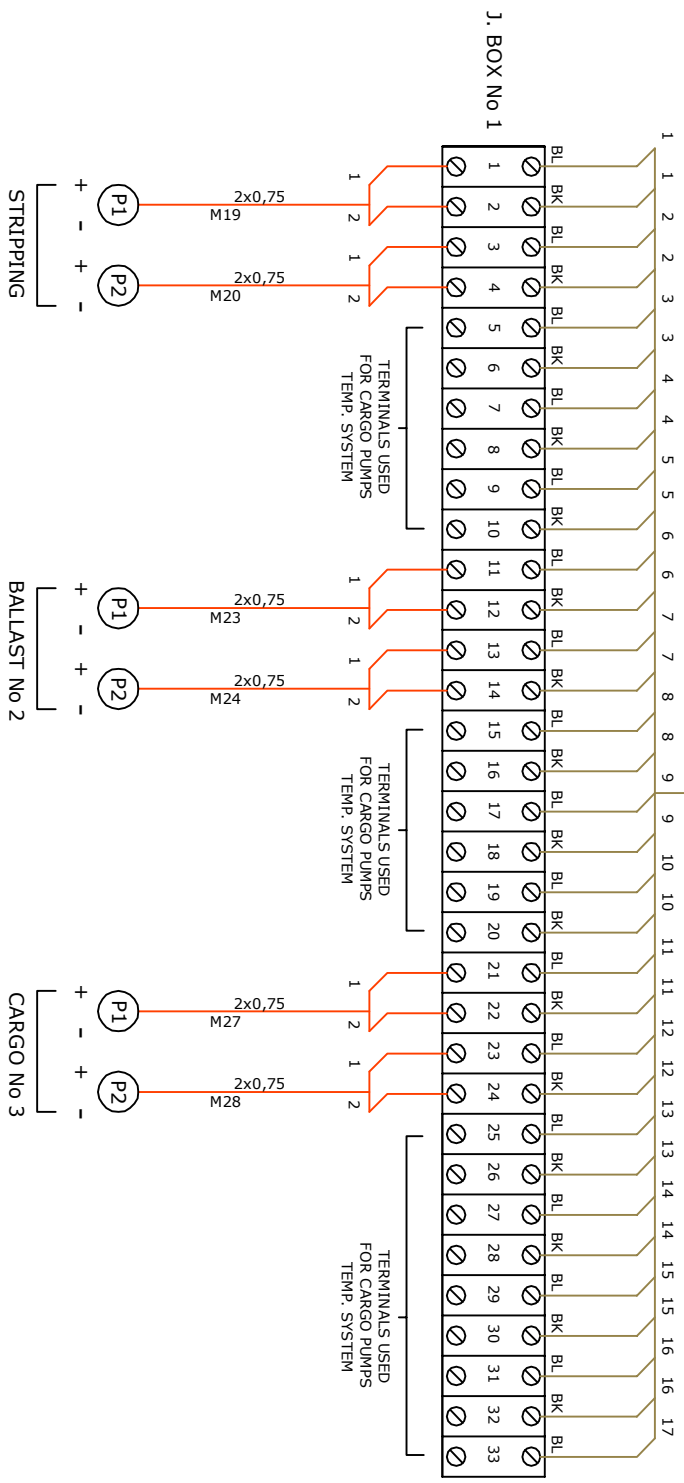 J. BOX No 1
1
1
2
2
3
3
4
4
5
5
6
6
7
7
8
8
9
9
10
10
11
11
12
12
13
13
14
14
15
15
16
16
17
BL
BK
BL
BK
BL
BK
BL
BK
BL
BK
BL
BK
BL
BK
BL
BK
BL
BK
BL
BK
BL
BK
BL
BK
BL
BK
BL
BK
BL
BK
BL
BK
BL
1
2
3
4
5
6
7
8
9
10
11
12
13
14
15
16
17
18
19
20
21
22
23
24
25
26
27
28
29
30
31
32
33
1
2
1
2
TERMINALS USED
FOR CARGO PUMPS
TEMP. SYSTEM
1
2
1
2
TERMINALS USED
FOR CARGO PUMPS
TEMP. SYSTEM
1
2
1
2
TERMINALS USED
FOR CARGO PUMPS
TEMP. SYSTEM
2x0,75
M19
2x0,75
M20
2x0,75
M23
2x0,75
M24
2x0,75
M27
2x0,75
M28
P1
P2
P1
P2
P1
P2
+ - + -
+ - + -
+ - + -
STRIPPING
BALLAST No 2
CARGO No 3